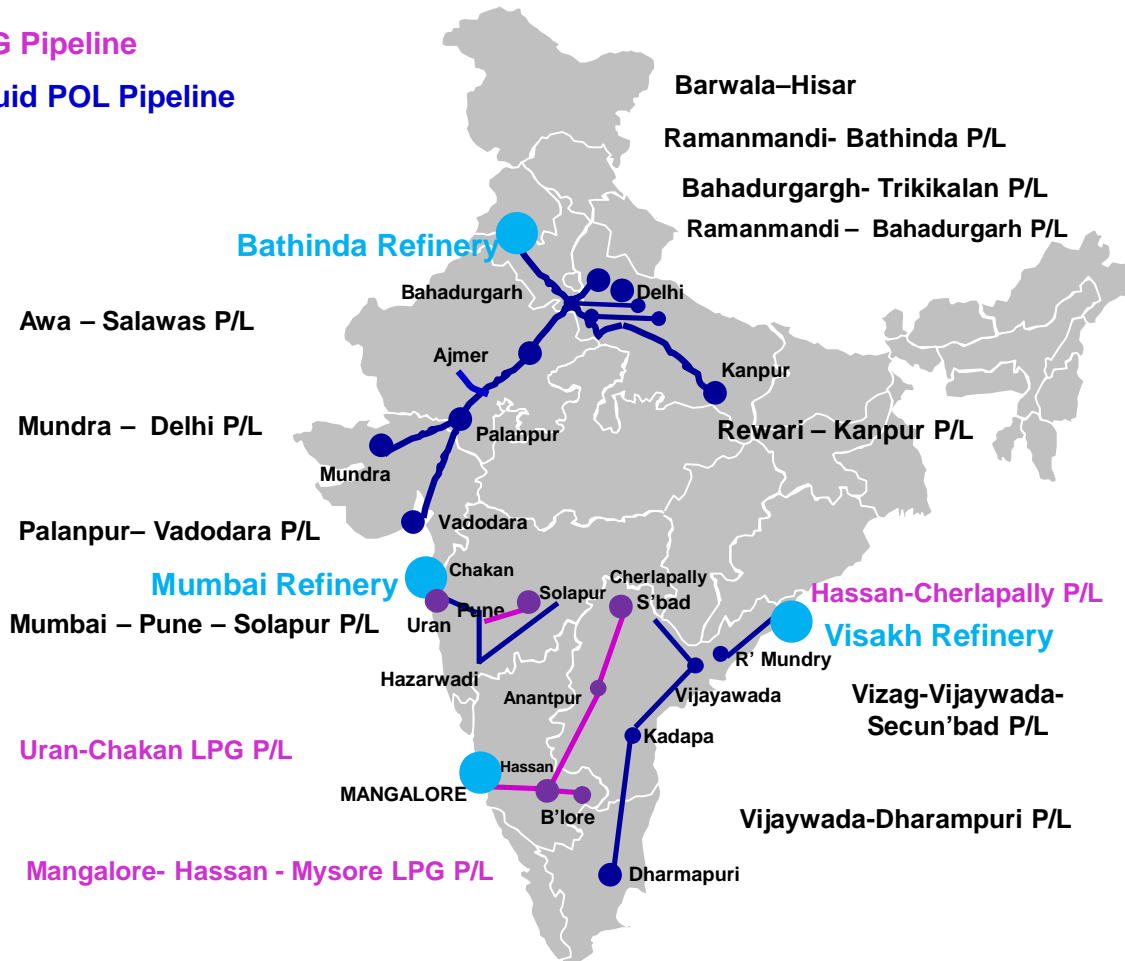 G Pipeline
uid POL Pipeline
Barwala–Hisar
Ramanmandi- Bathinda P/L
Bahadurgargh- Trikikalan P/L
Ramanmandi – Bahadurgarh P/L
Bathinda Refinery
Bahadurgarh
Delhi
Awa – Salawas P/L
Ajmer
Kanpur
Mundra – Delhi P/L
Palanpur
Rewari – Kanpur P/L
Mundra
Palanpur– Vadodara P/L
Vadodara
Mumbai Refinery
Chakan
Cherlapally
Solapur
S’bad
Hassan-Cherlapally P/L
Pune
Uran
Mumbai – Pune – Solapur P/L
Visakh Refinery
R’ Mundry
Hazarwadi
Anantpur
Vijayawada
Vizag-Vijaywada-
Secun’bad P/L
Kadapa
Uran-Chakan LPG P/L
Hassan
MANGALORE
B’lore
Vijaywada-Dharampuri P/L
Mangalore- Hassan - Mysore LPG P/L
Dharmapuri